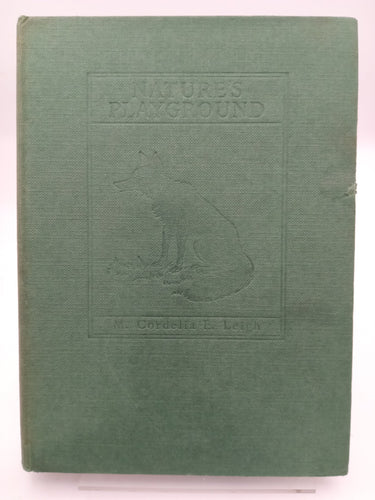 NATURE'S
PLAYGROUND
M. Cordelia E. Leigh